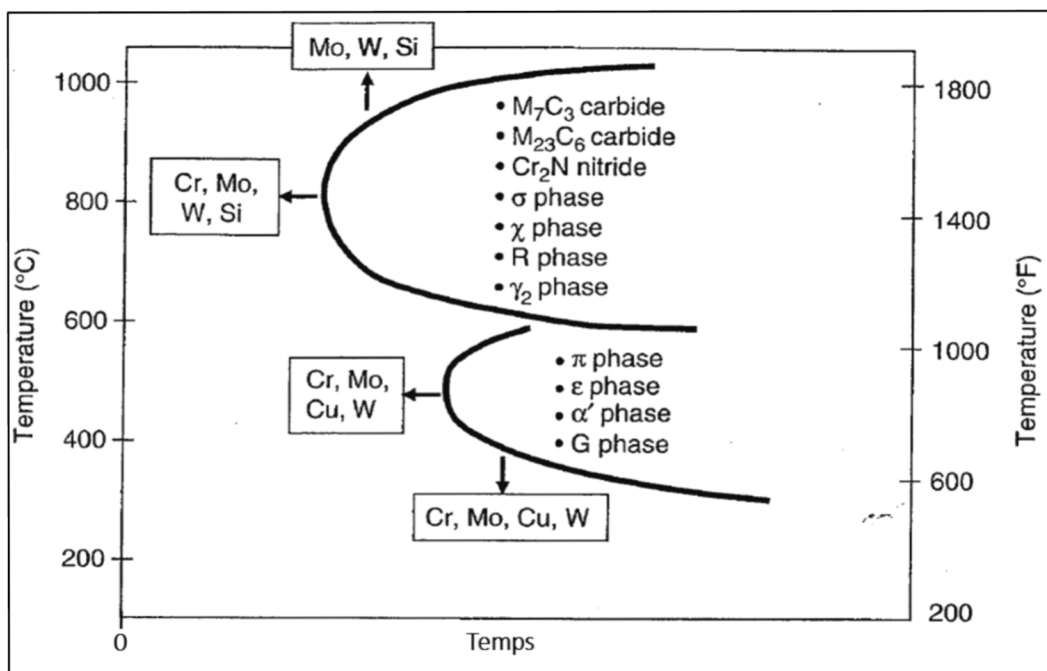 Mo, W, Si
1000
1800
• M₇C₃ carbide
• M₂₃C₆ carbide
• Cr₂N nitride
Cr, Mo,
W, Si
800
• σ phase
1400
• χ phase
• R phase
• γ₂ phase
600
Temperature (°C)
Temperature (°F)
1000
• π phase
Cr, Mo,
Cu, W
• ε phase
• α′ phase
400
• G phase
600
Cr, Mo, Cu, W
200
200
0
Temps